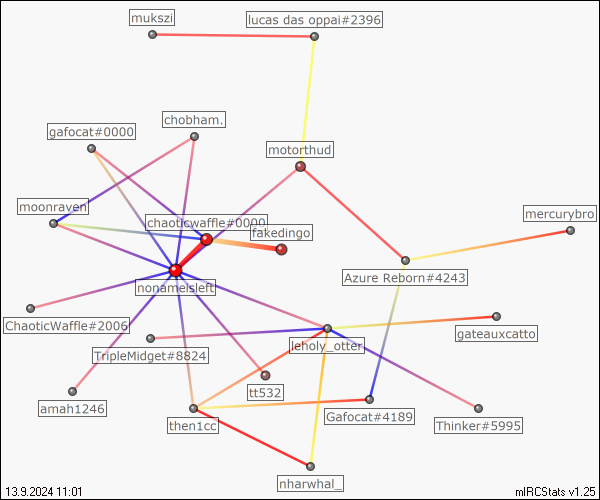 mukszi
lucas das oppai#2396
chobham.
gafocat#0000
motorthud
moonraven
chaoticwaffle#0000
mercurybro
fakedingo
Azure Reborn#4243
nonameisleft
ChaoticWaffle#2006
gateauxcatto
leholy_otter
TripleMidget#8824
tt532
amah1246
Gafocat#4189
then1cc
Thinker#5995
nharwhal_
13.9.2024 11:01
mIRCStats v1.25